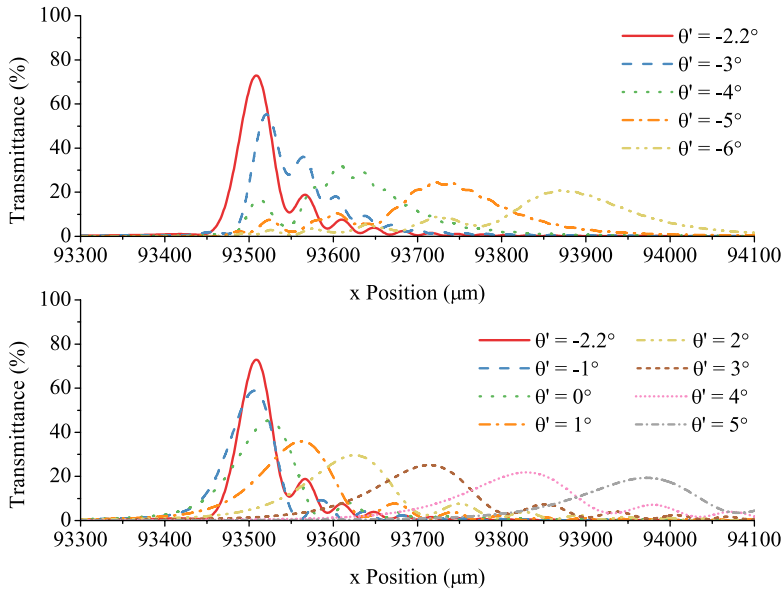 100
80
60
40
20
0
Transmittance (%)
93300 93400 93500 93600 93700 93800 93900 94000 94100
x Position (μm)
θ' = -2.2°
θ' = -3°
θ' = -4°
θ' = -5°
θ' = -6°
100
80
60
40
20
0
Transmittance (%)
93300 93400 93500 93600 93700 93800 93900 94000 94100
x Position (μm)
θ' = -2.2° θ' = 2°
θ' = -1° θ' = 3°
θ' = 0° θ' = 4°
θ' = 1° θ' = 5°